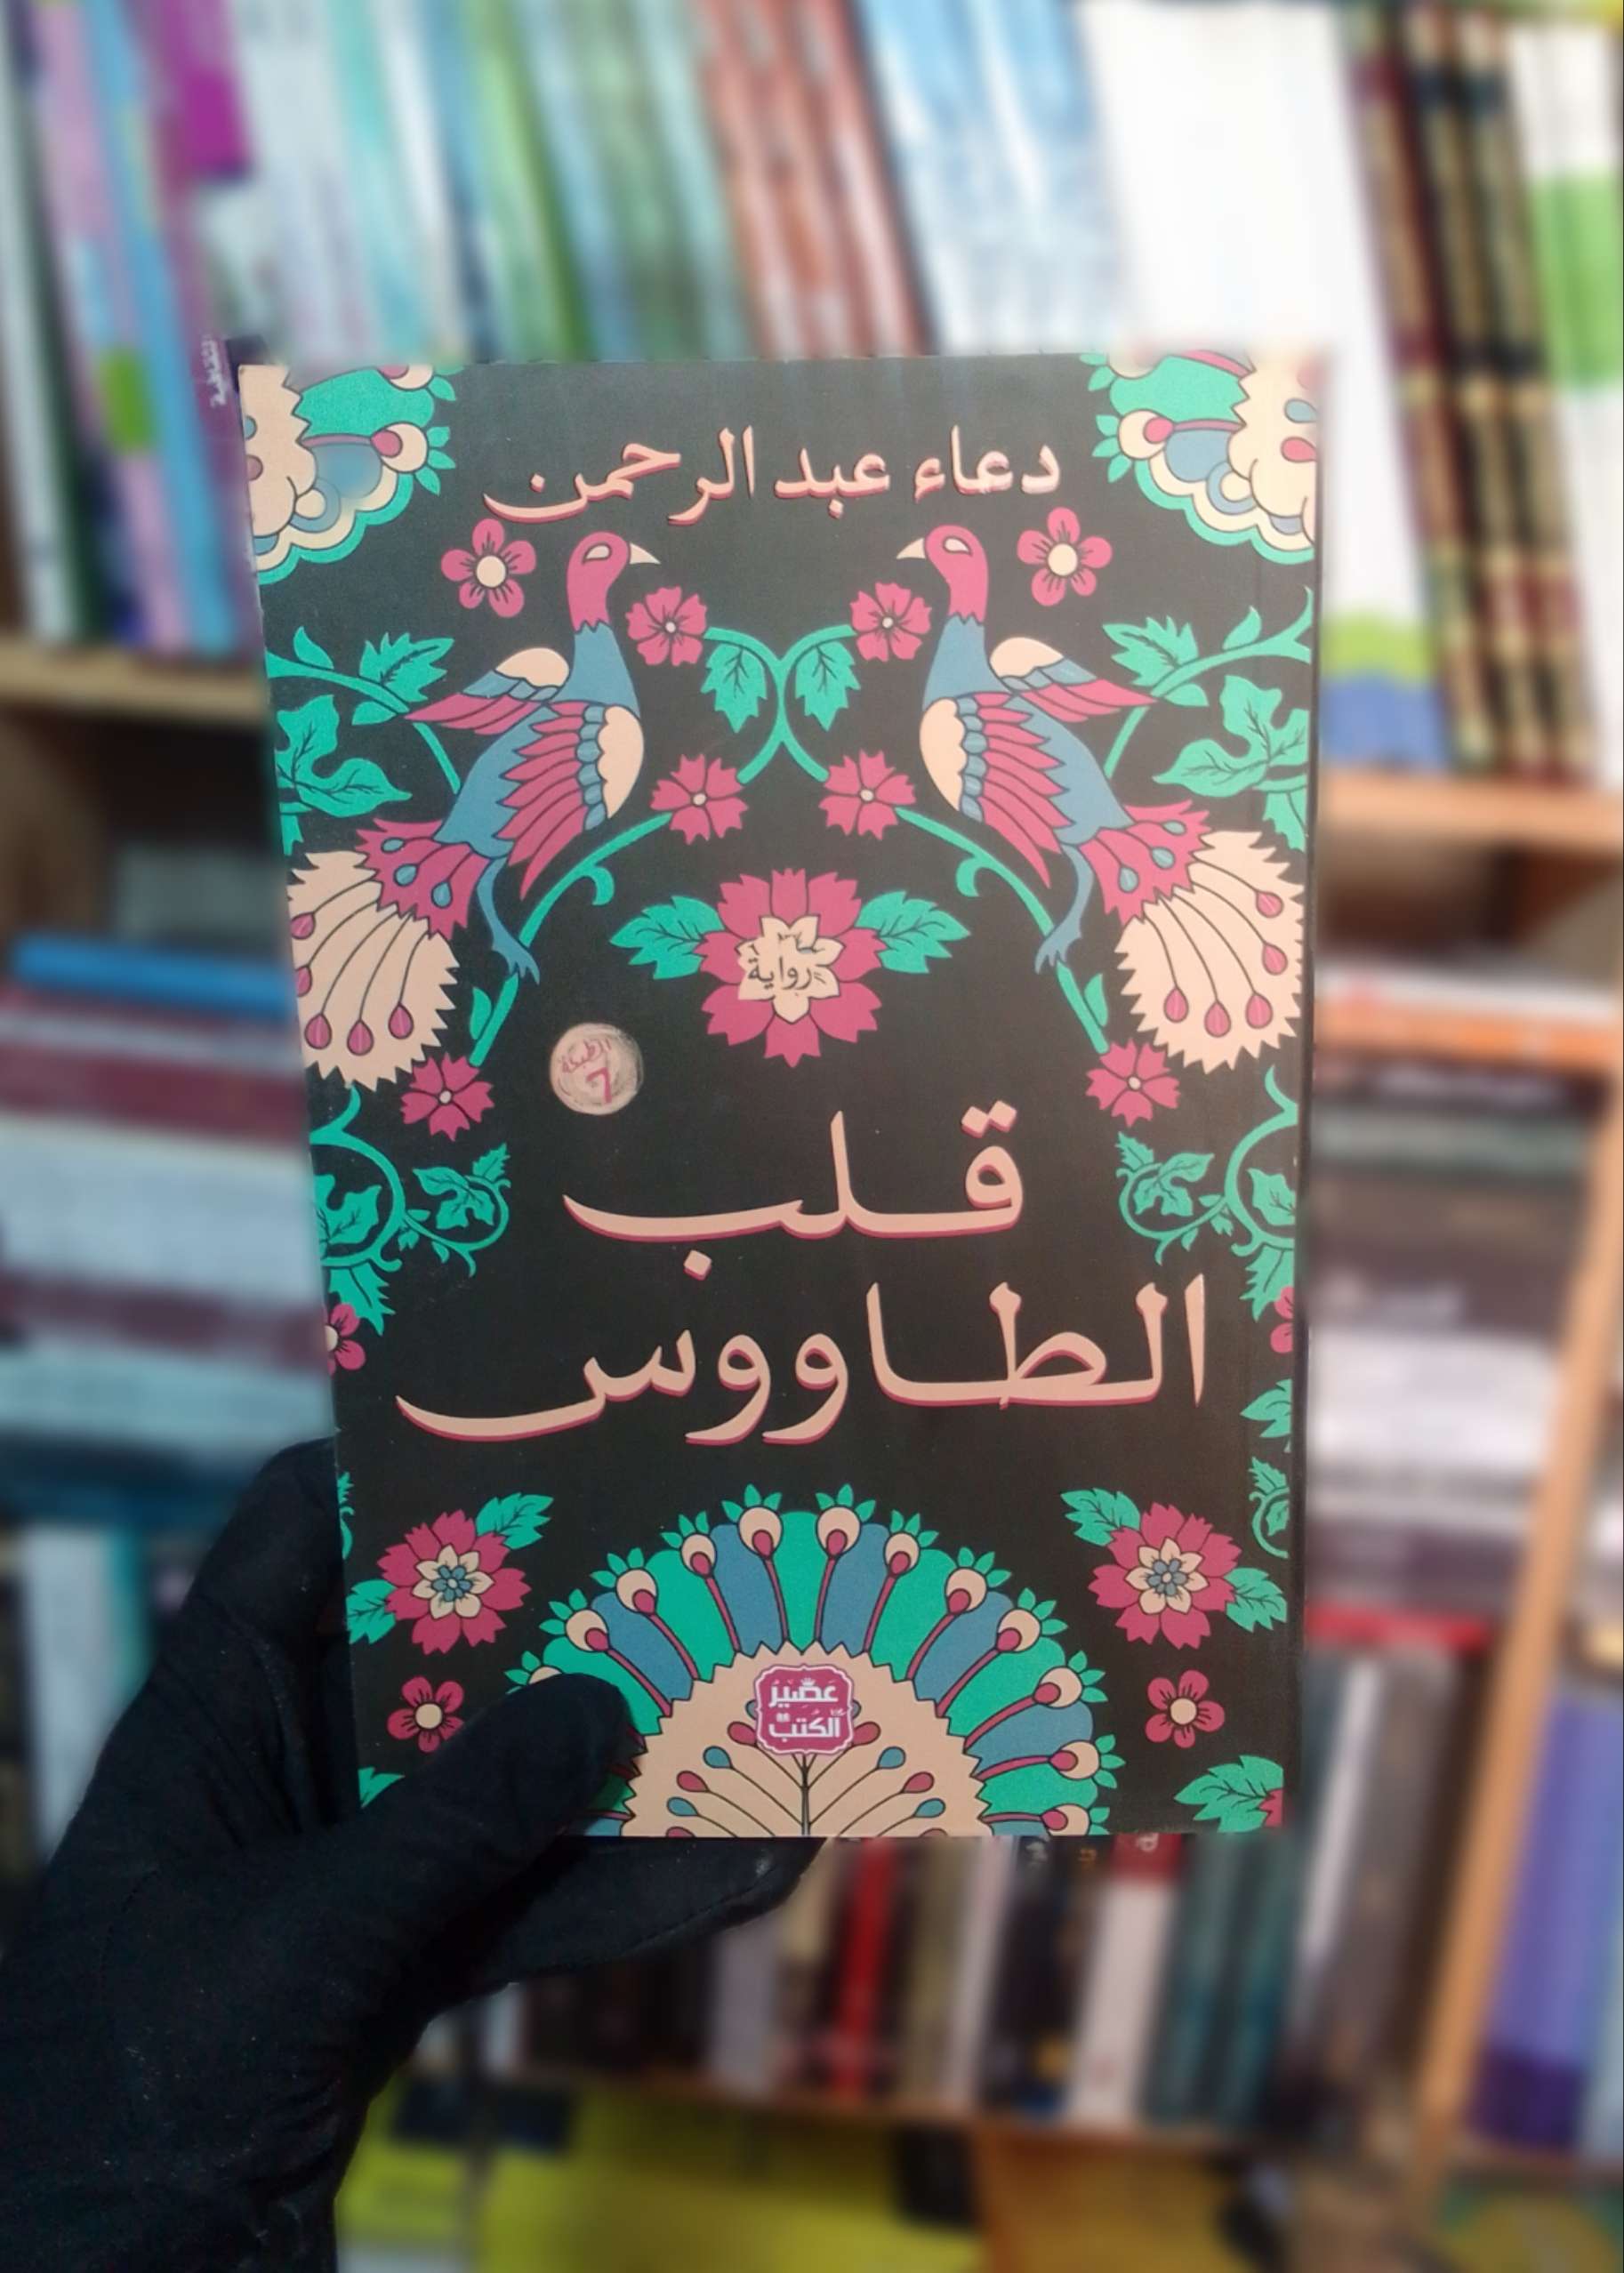 دعاء عبد الرحمن
رواية
الطبعة
7
قلب
الطاووس
عصير
الكتب